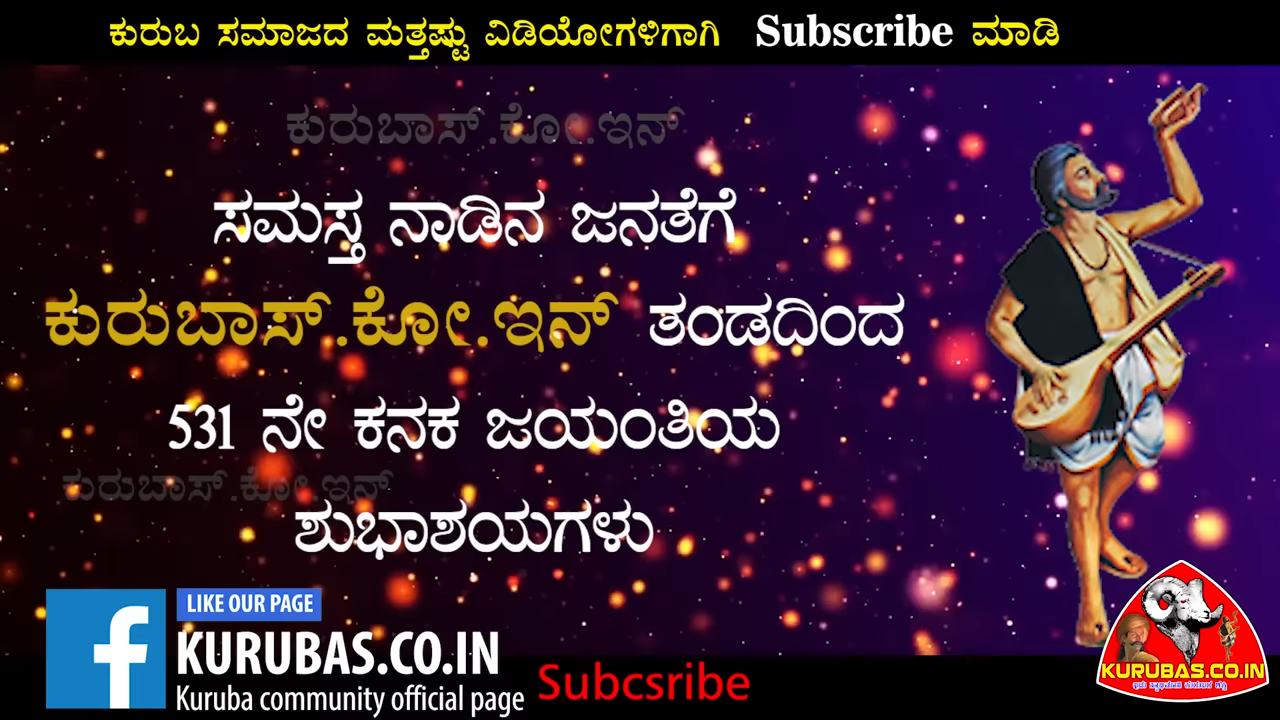 ಕುರುಬ ಸಮಾಜದ ಮತ್ತಷ್ಟು ವಿಡಿಯೋಗಳಿಗಾಗಿ Subscribe ಮಾಡಿ
ಕುರುಬಾಸ್.ಕೋ.ಇನ್
ಸಮಸ್ತ ನಾಡಿನ ಜನತೆಗೆ
ಕುರುಬಾಸ್.ಕೋ.ಇನ್ ತಂಡದಿಂದ
531 ನೇ ಕನಕ ಜಯಂತಿಯ
ಕುರುಬಾಸ್.ಕೋ.ಇನ್
ಶುಭಾಶಯಗಳು
f
LIKE OUR PAGE
KURUBAS.CO.IN
Kuruba community official page
Subcsribe
KURUBAS.CO.IN